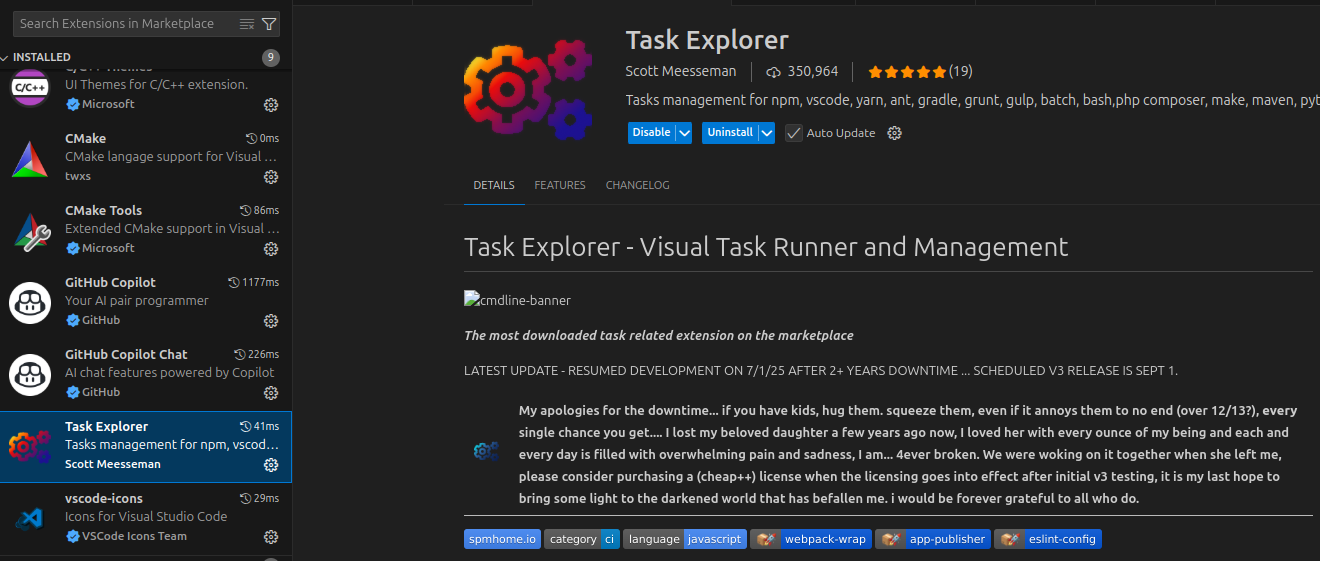 Search Extensions in Marketplace
INSTALLED
9
C/C++ Themes
C/C++
UI Themes for C/C++ extension.
Microsoft
CMake
0ms
CMake langage support for Visual ...
twxs
CMake Tools
86ms
Extended CMake support in Visual ...
Microsoft
GitHub Copilot
1177ms
Your AI pair programmer
GitHub
GitHub Copilot Chat
226ms
AI chat features powered by Copilot
GitHub
Task Explorer
41ms
Tasks management for npm, vscod...
Scott Meesseman
vscode-icons
29ms
Icons for Visual Studio Code
VSCode Icons Team
Task Explorer
Scott Meesseman
350,964
(19)
Tasks management for npm, vscode, yarn, ant, gradle, grunt, gulp, batch, bash,php composer, make, maven, pyt
Disable
Uninstall
Auto Update
DETAILS
FEATURES
CHANGELOG
Task Explorer - Visual Task Runner and Management
cmdline-banner
The most downloaded task related extension on the marketplace
LATEST UPDATE - RESUMED DEVELOPMENT ON 7/1/25 AFTER 2+ YEARS DOWNTIME ... SCHEDULED V3 RELEASE IS SEPT 1.
My apologies for the downtime... if you have kids, hug them. squeeze them, even if it annoys them to no end (over 12/13?), every
single chance you get.... I lost my beloved daughter a few years ago now, I loved her with every ounce of my being and each and
every day is filled with overwhelming pain and sadness, I am... 4ever broken. We were woking on it together when she left me,
please consider purchasing a (cheap++) license when the licensing goes into effect after initial v3 testing, it is my last hope to
bring some light to the darkened world that has befallen me. i would be forever grateful to all who do.
spmhome.io
category ci
language javascript
webpack-wrap
app-publisher
eslint-config